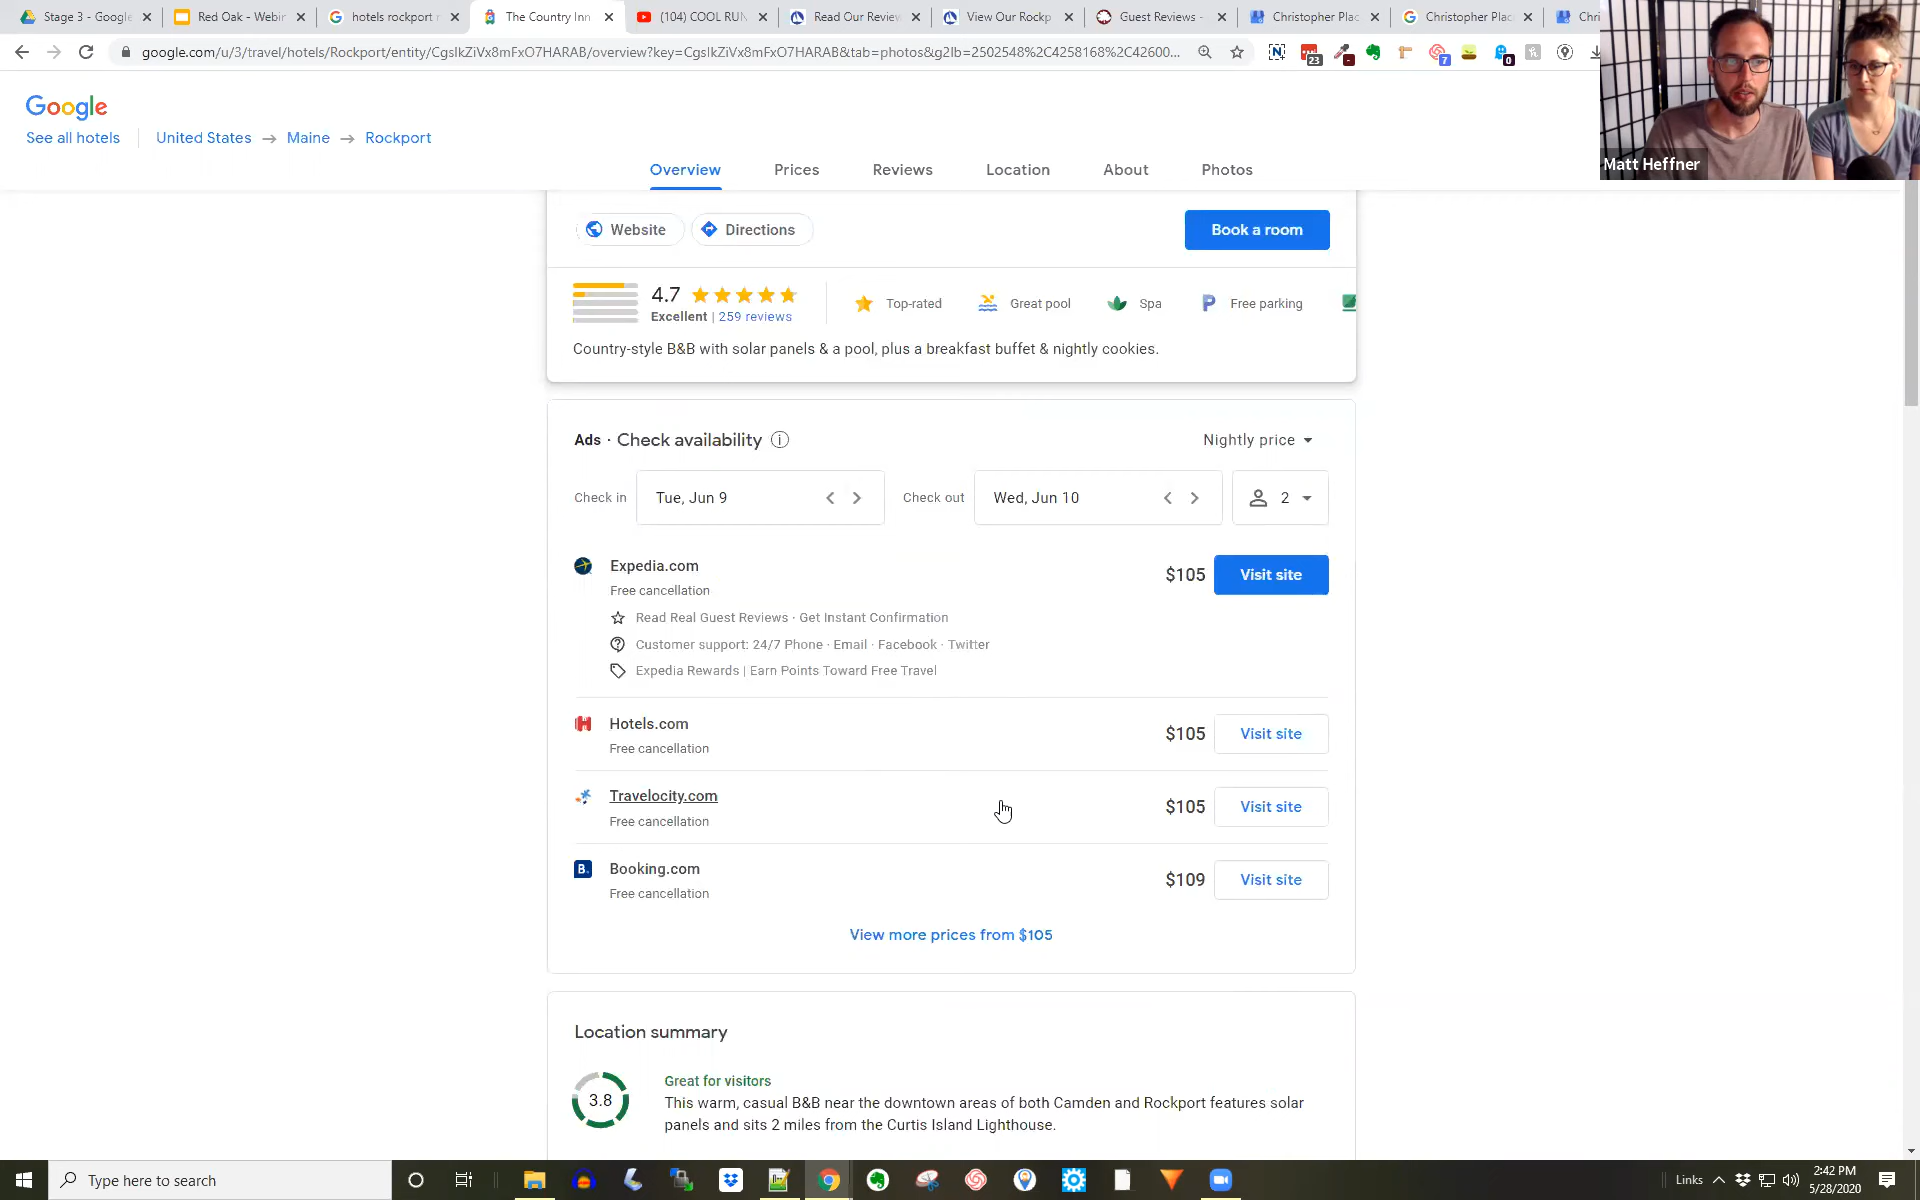 Stage 3 - Google
Red Oak - Webin
hotels rockport
The Country Inn
(104) COOL RUN
Read Our Review
View Our Rockp
Guest Reviews -
Christopher Plac
Christopher Plac
Chri
google.com/u/3/travel/hotels/Rockport/entity/CgsIkZiVx8mFxO7HARAB/overview?key=CgsIkZiVx8mFxO7HARAB&tab=photos&g2lb=2502548%2C4258168%2C42600...
23
7
0
Google
See all hotels
United States → Maine → Rockport
Matt Heffner
Overview Prices Reviews Location About Photos
Website Directions Book a room
4.7
Excellent | 259 reviews
Top-rated Great pool Spa Free parking
Country-style B&B with solar panels & a pool, plus a breakfast buffet & nightly cookies.
Ads · Check availability
Nightly price
Check in Tue, Jun 9 Check out Wed, Jun 10 2
Expedia.com
Free cancellation
$105 Visit site
Read Real Guest Reviews · Get Instant Confirmation
Customer support: 24/7 Phone · Email · Facebook · Twitter
Expedia Rewards | Earn Points Toward Free Travel
Hotels.com
Free cancellation
$105 Visit site
Travelocity.com
Free cancellation
$105 Visit site
Booking.com
Free cancellation
$109 Visit site
View more prices from $105
Location summary
3.8
Great for visitors
This warm, casual B&B near the downtown areas of both Camden and Rockport features solar
panels and sits 2 miles from the Curtis Island Lighthouse.
Type here to search
Links
2:42 PM
5/28/2020